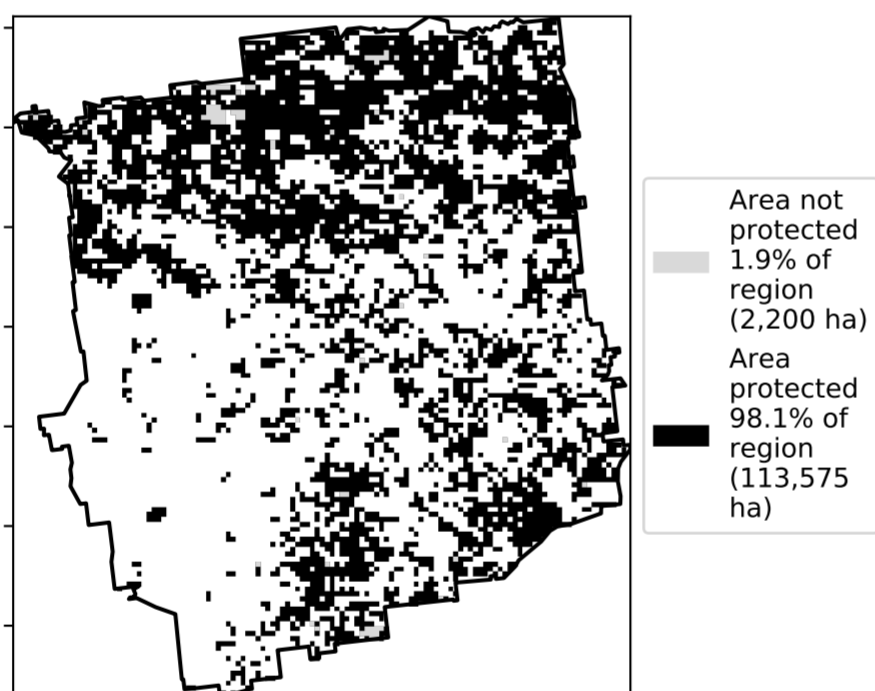 Area not
protected
1.9% of
region
(2,200 ha)
Area
protected
98.1% of
region
(113,575
ha)